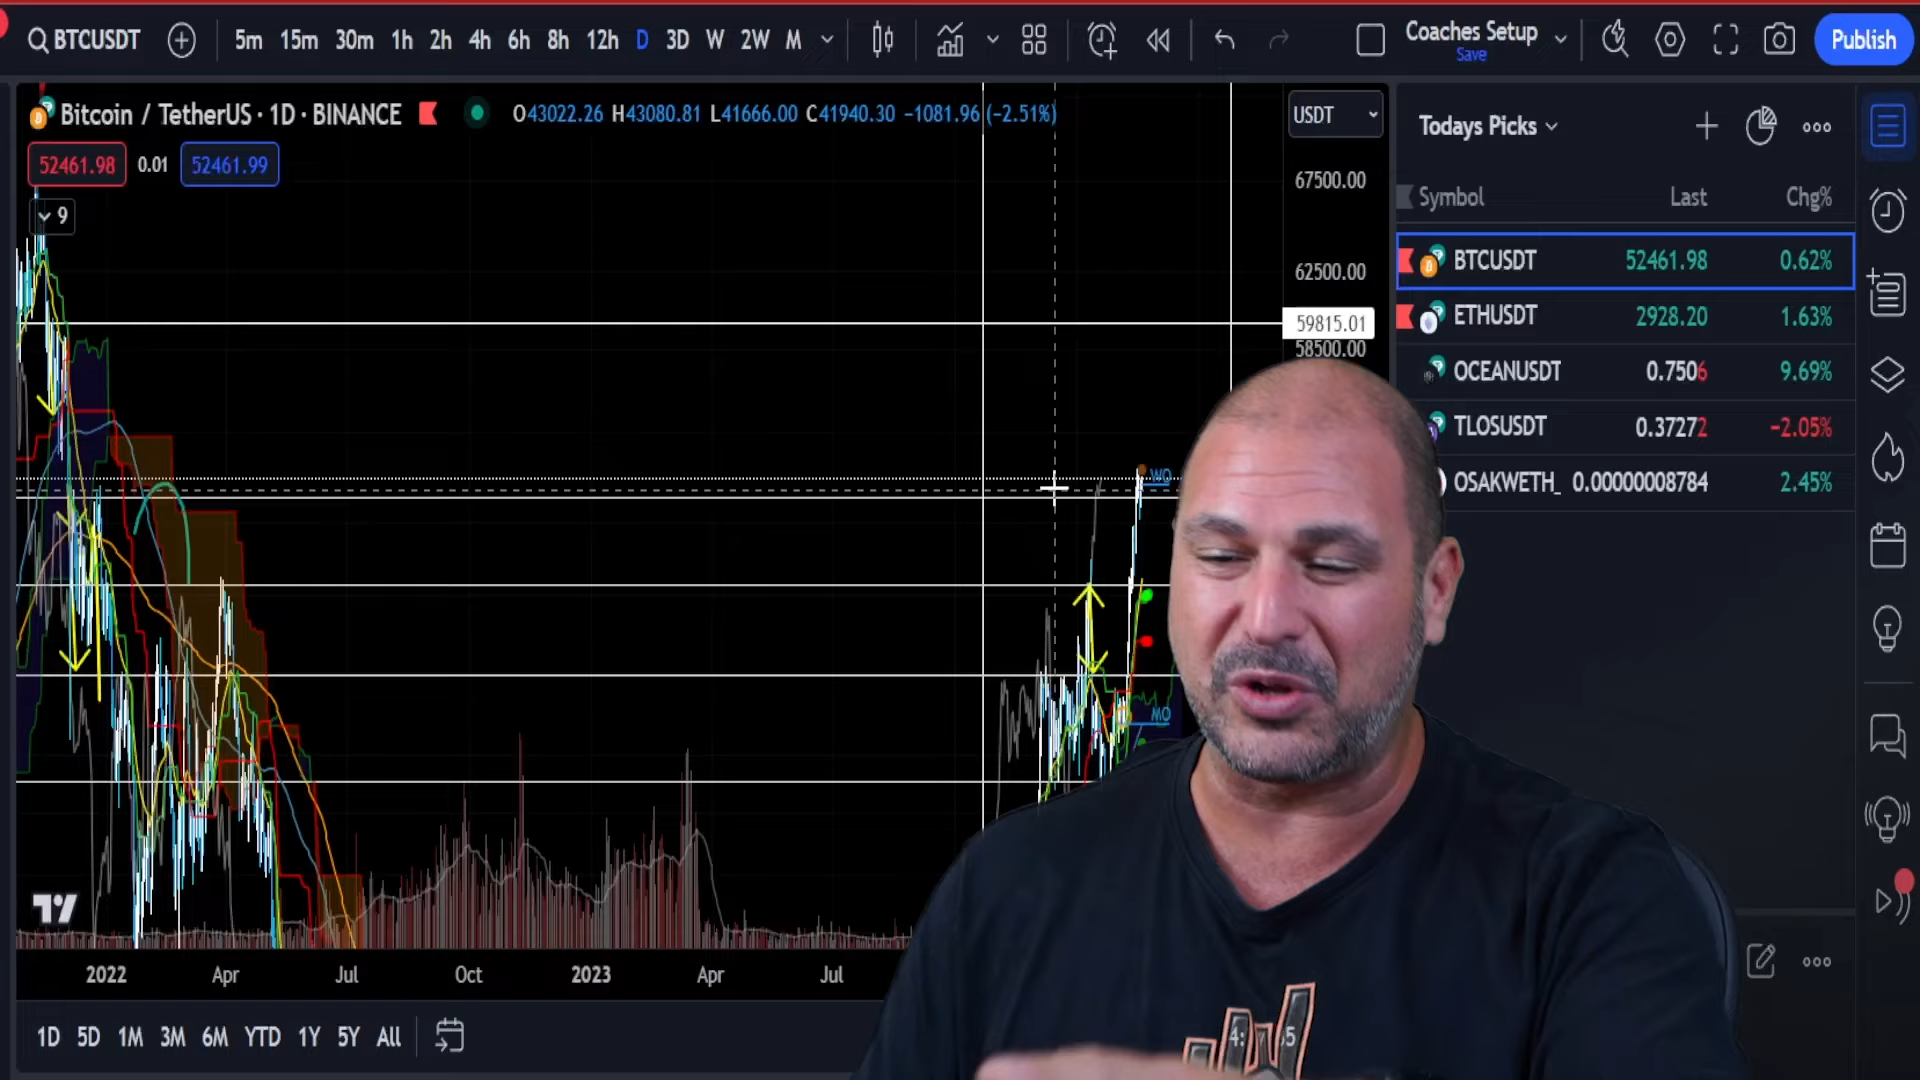 BTCUSDT 5m 15m 30m 1h 2h 4h 6h 8h 12h D 3D W 2W M Coaches Setup Publish
Save
Bitcoin / TetherUS · 1D · BINANCE O43022.26 H43080.81 L41666.00 C41940.30 −1081.96 (−2.51%)
52461.98 0.01 52461.99
9
USDT
67500.00
62500.00
59815.01
58500.00
WO
MO
Todays Picks
Symbol Last Chg%
BTCUSDT 52461.98 0.62%
ETHUSDT 2928.20 1.63%
OCEANUSDT 0.7506 9.69%
TLOSUSDT 0.37272 −2.05%
OSAKWETH_ 0.00000008784 2.45%
2022 Apr Jul Oct 2023 Apr Jul
1D 5D 1M 3M 6M YTD 1Y 5Y All